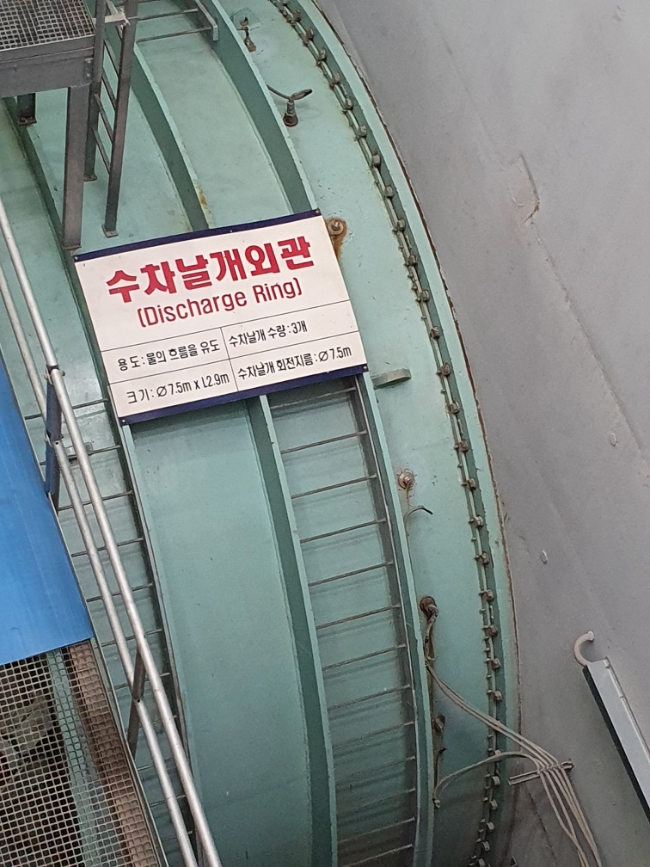 수차날개외관
(Discharge Ring)
용도:물의 흐름을 유도
수차날개 수량:3개
크기:∅7.5m x L2.9m
수차날개 회전지름:∅7.5m